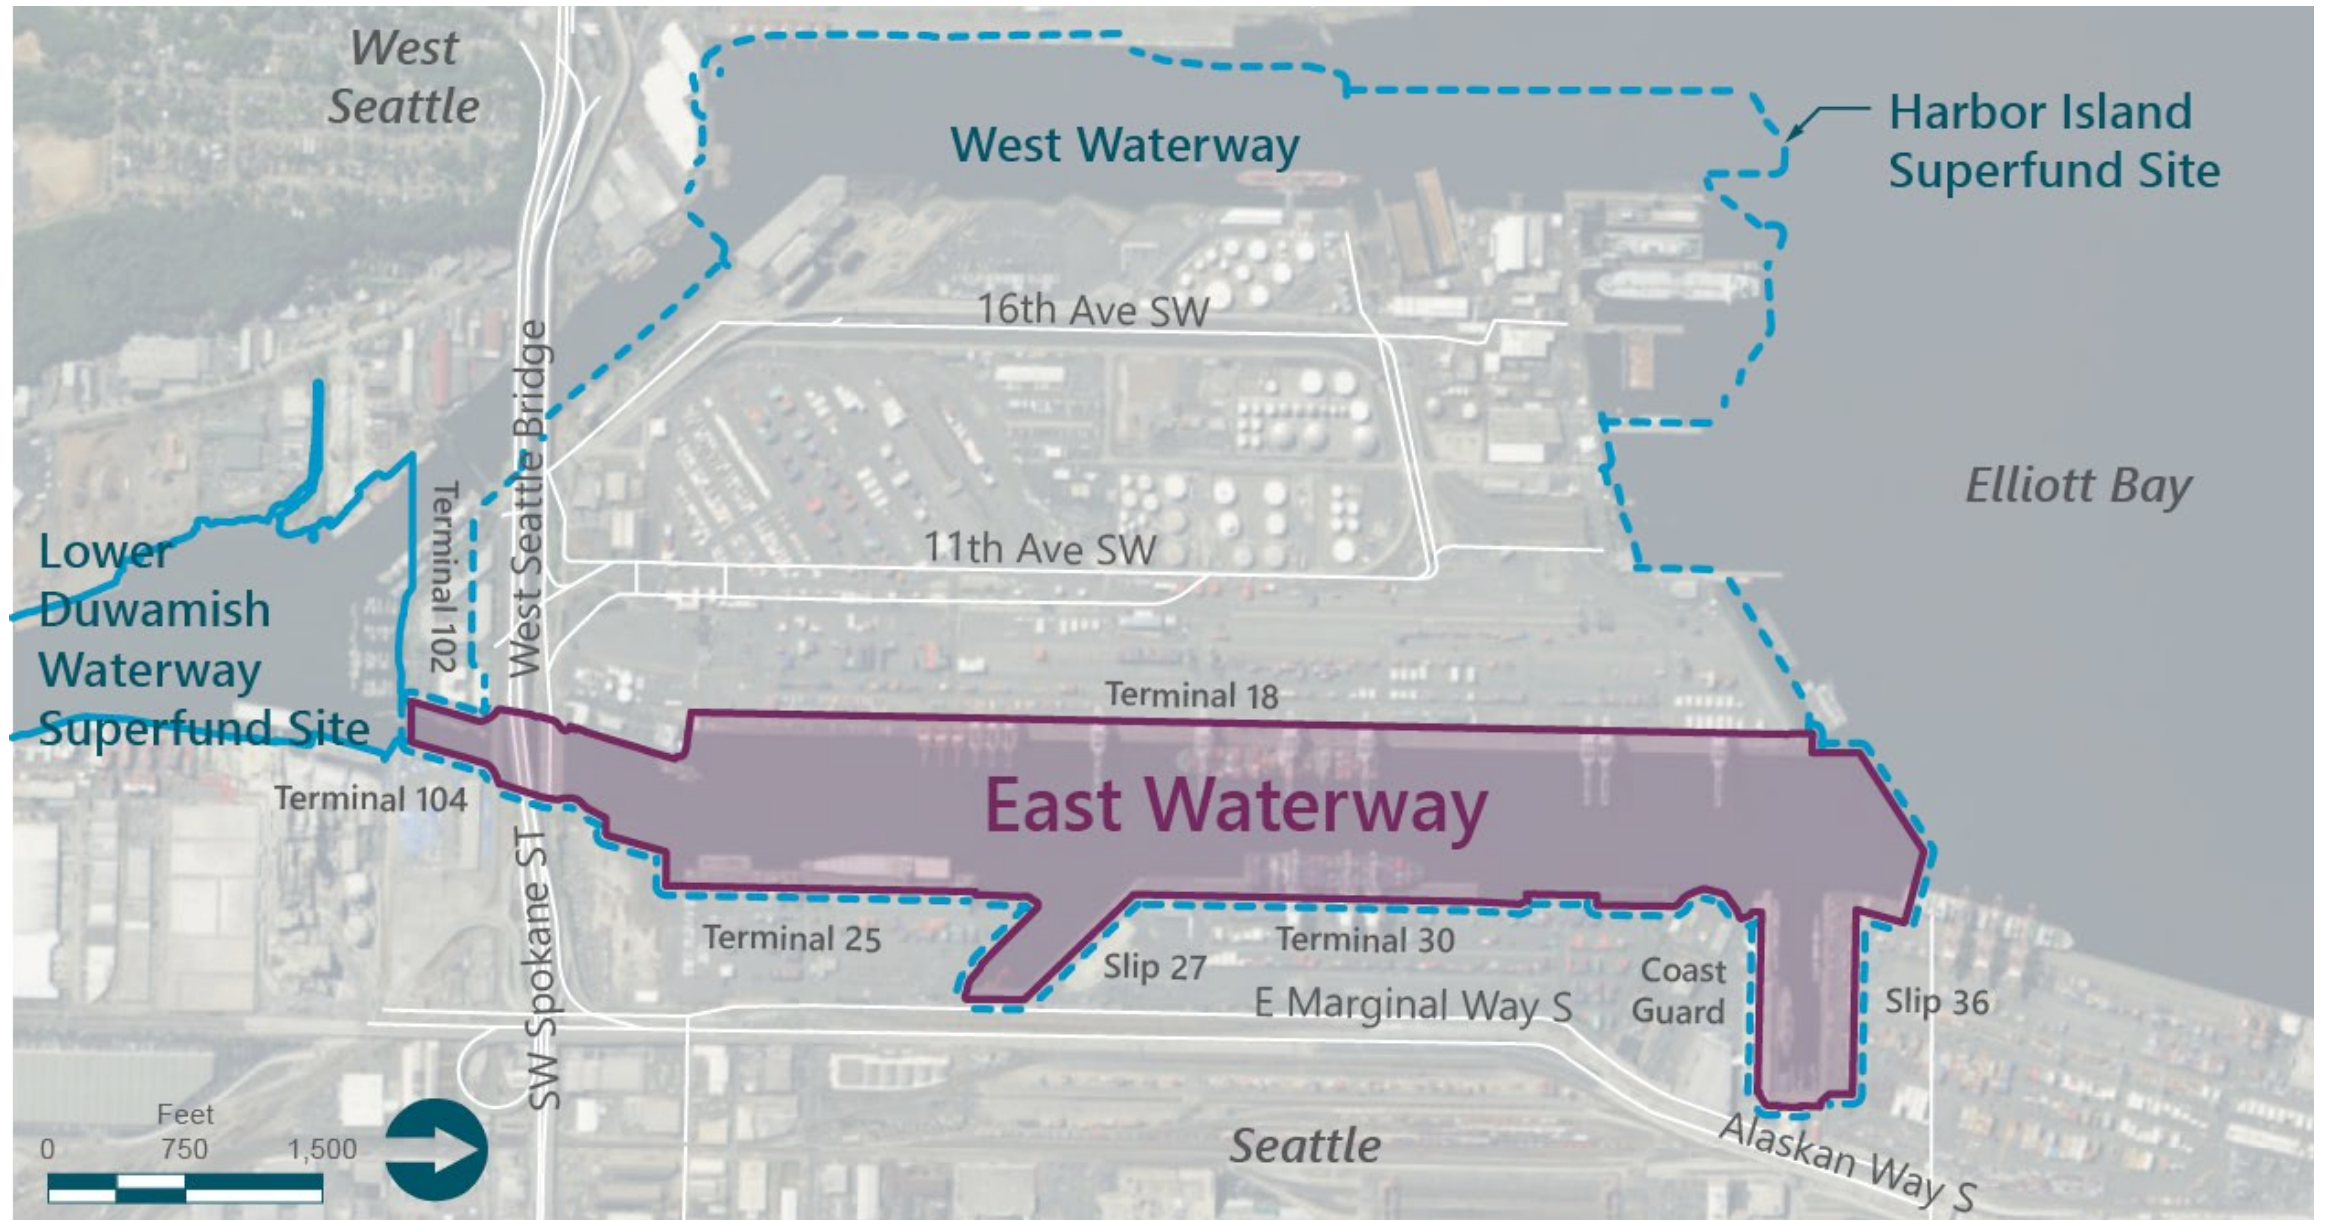 West
Seattle
West Waterway
Harbor Island
Superfund Site
16th Ave SW
West Seattle Bridge
Elliott Bay
Terminal 102
11th Ave SW
Lower
Duwamish
Waterway
Superfund Site
Terminal 18
East Waterway
Terminal 104
SW Spokane ST
Terminal 25
Slip 27
Terminal 30
E Marginal Way S
Coast
Guard
Slip 36
Alaskan Way S
Seattle
Feet
0 750 1,500